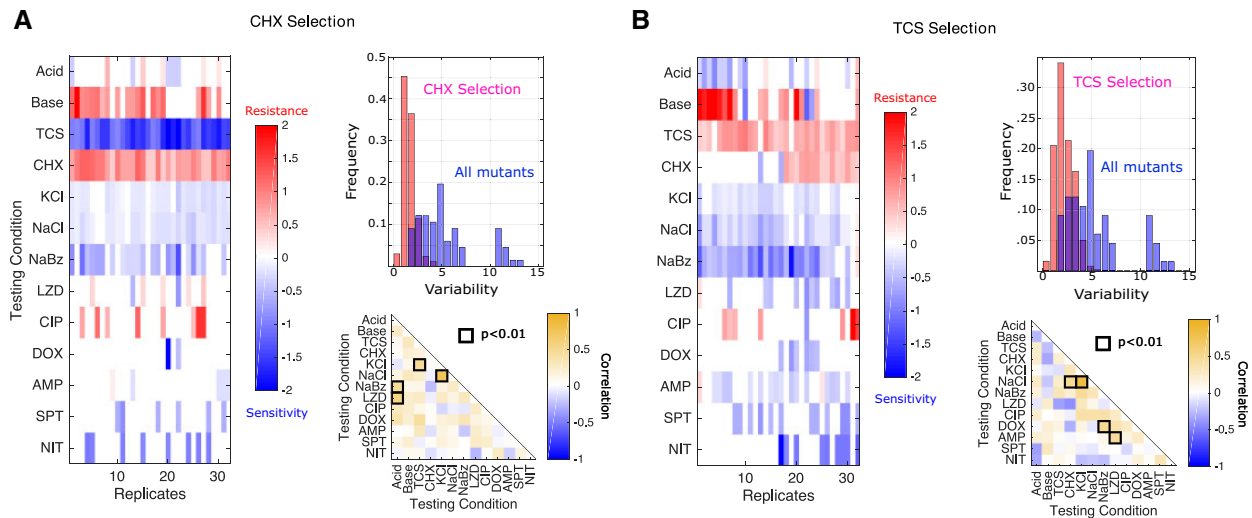 A
CHX Selection
Testing Condition
Acid
Base
TCS
CHX
KCl
NaCl
NaBz
LZD
CIP
DOX
AMP
SPT
NIT
10
20
30
Replicates
Resistance
2
1.5
1
0.5
0
-0.5
-1
-1.5
-2
Sensitivity
Frequency
0.5
0.4
0.3
0.2
0.1
CHX Selection
All mutants
0
5
10
15
Variability
Testing Condition
Acid
Base
TCS
CHX
KCl
NaCl
NaBz
LZD
CIP
DOX
AMP
SPT
NIT
p<0.01
Acid
Base
TCS
CHX
KCl
NaCl
NaBz
LZD
CIP
DOX
AMP
SPT
NIT
Testing Condition
1
0.5
0
-0.5
-1
Correlation
B
TCS Selection
Acid
Base
TCS
CHX
KCl
NaCl
NaBz
LZD
CIP
DOX
AMP
SPT
NIT
10
20
30
Replicates
Resistance
2
1.5
1
0.5
0
-0.5
-1
-1.5
-2
Sensitivity
Frequency
.30
.25
.20
.15
.10
.05
TCS Selection
All mutants
0
5
10
15
Variability
Testing Condition
Acid
Base
TCS
CHX
KCl
NaCl
NaBz
LZD
CIP
DOX
AMP
SPT
NIT
p<0.01
Acid
Base
TCS
CHX
KCl
NaCl
NaBz
LZD
CIP
DOX
AMP
SPT
NIT
Testing Condition
1
0.5
0
-0.5
-1
Correlation